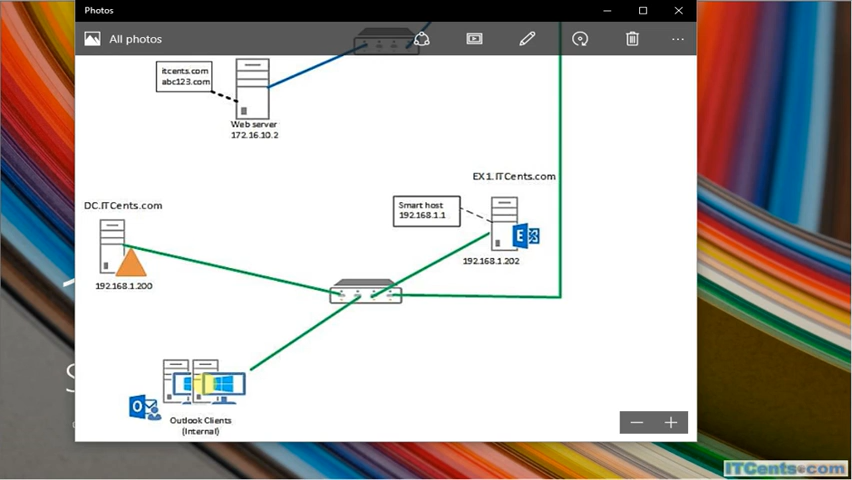 Photos
All photos
itcents.com
abc123.com
Web server
172.16.10.2
EX1.ITCents.com
DC.ITCents.com
Smart host
192.168.1.1
192.168.1.202
192.168.1.200
Outlook Clients
(Internal)
ITCents.com